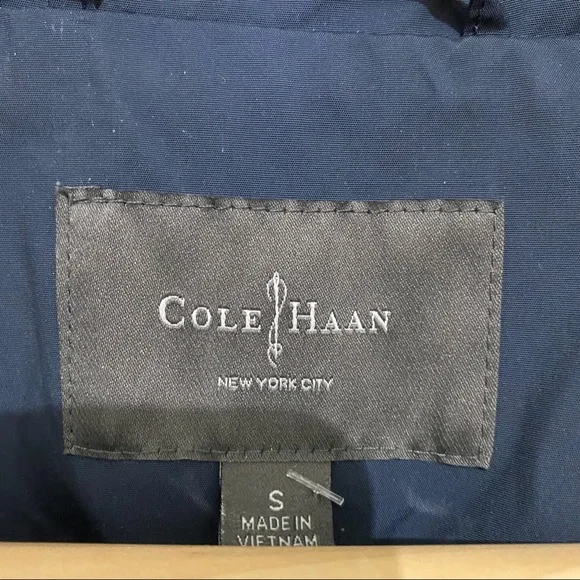 COLE HAAN
NEW YORK CITY
S
MADE IN
VIETNAM